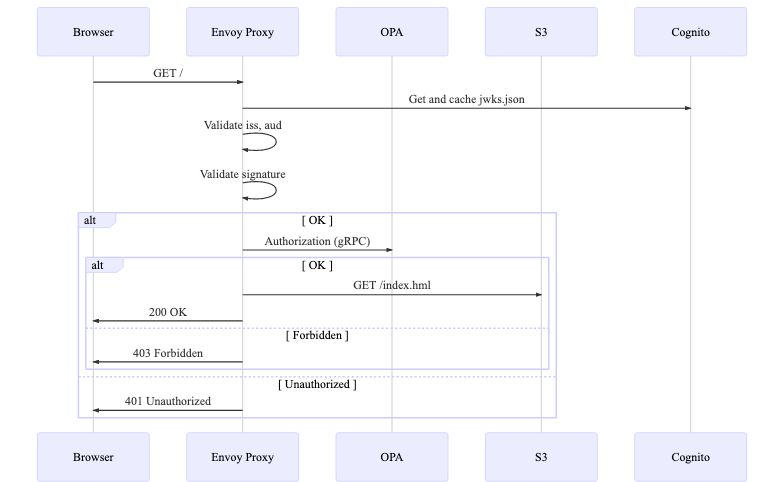 Browser
Envoy Proxy
OPA
S3
Cognito
GET /
Get and cache jwks.json
Validate iss, aud
Validate signature
alt
[ OK ]
Authorization (gRPC)
alt
[ OK ]
GET /index.hml
200 OK
[ Forbidden ]
403 Forbidden
[ Unauthorized ]
401 Unauthorized
Browser
Envoy Proxy
OPA
S3
Cognito